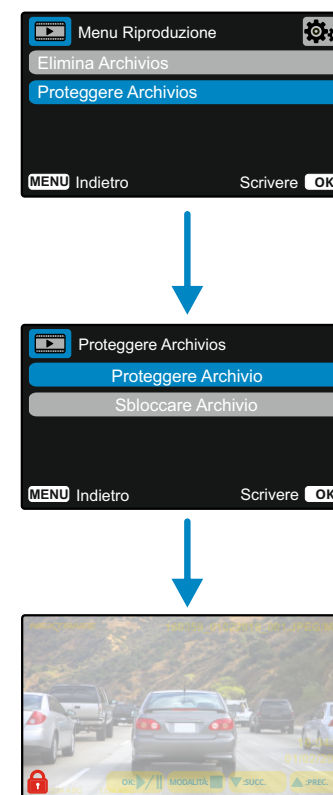 Menu Riproduzione
Elimina Archivios
Proteggere Archivios
MENU Indietro Scrivere OK
Proteggere Archivios
Proteggere Archivio
Sbloccare Archivio
MENU Indietro Scrivere OK
OK: MODALITÀ: :SUCC. :PREC.